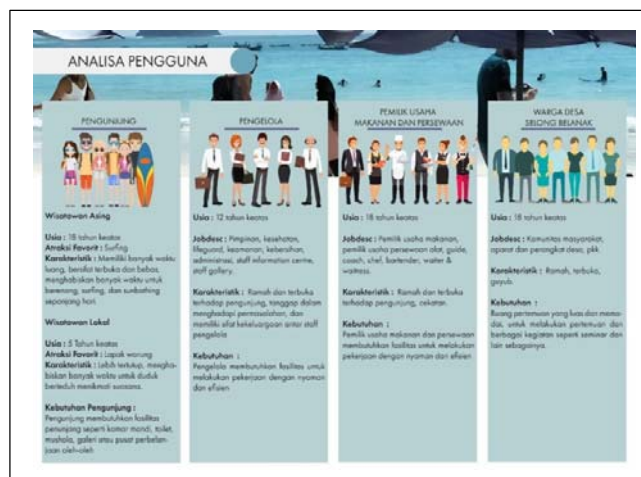 ANALISA PENGGUNA
PENGUNJUNG
Wisatawan Asing
Usia : 18 tahun keatas
Atraksi Favorit : Surfing
Karakteristik : Memiliki banyak waktu
luang, bersifat terbuka dan bebas,
menghabiskan banyak waktu untuk
berenang, surfing, dan sunbathing
sepanjang hari.
Wisatawan Lokal
Usia : 5 Tahun keatas
Atraksi Favorit : Lapak warung
Karakteristik : Lebih tertutup, mengha-
biskan banyak waktu untuk duduk
berteduh menikmati suasana.
Kebutuhan Pengunjung :
Pengunjung membutuhkan fasilitas
penunjang seperti kamar mandi, toilet,
mushola, galeri atau pusat perbelan-
jaan oleh-oleh
PENGELOLA
Usia : 12 tahun keatas
Jobdesc : Pimpinan, kesehatan,
lifeguard, keamanan, kebersihan,
administrasi, staff information centre,
staff gallery.
Karakteristik : Ramah dan terbuka
terhadap pengunjung, tanggap dalam
menghadapi permasalahan, dan
memiliki sifat kekeluargaan antar staff
pengelola
Kebutuhan :
Pengelola membutuhkan fasilitas untuk
melakukan pekerjaan dengan nyaman
dan efisien
PEMILIK USAHA
MAKANAN DAN PERSEWAAN
Usia : 18 tahun keatas
Jobdesc : Pemilik usaha makanan,
pemilik usaha persewaan alat, guide,
coach, chef, bartender, waiter &
waitress.
Karakteristik : Ramah dan terbuka
terhadap pengunjung, cekatan.
Kebutuhan :
Pemilik usaha makanan dan persewaan
membutuhkan fasilitas untuk melakukan
pekerjaan dengan nyaman dan efisien
WARGA DESA
SELONG BELANAK
Usia : 18 tahun keatas
Jobdesc : Komunitas masyarakat,
aparat dan perangkat desa, pkk.
Karakteristik : Ramah, terbuka,
guyub.
Kebutuhan :
Ruang pertemuan yang luas dan mema-
dai, untuk melakukan pertemuan dan
berbagai kegiatan seperti seminar dan
lain sebagainya.